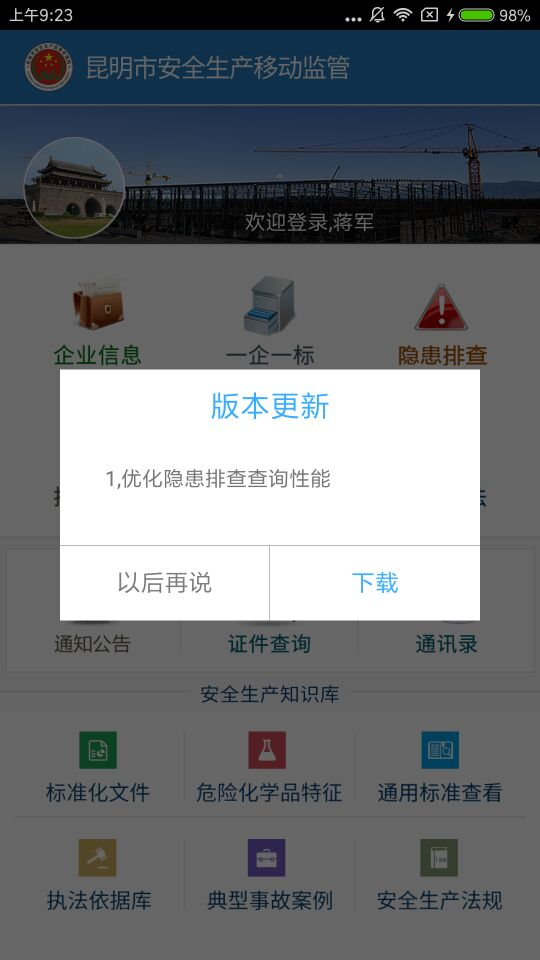 上午9:23
98%
昆明市安全生产移动监管
欢迎登录,蒋军
企业信息
一企一标
隐患排查
版本更新
1,优化隐患排查查询性能
以后再说
下载
通知公告
证件查询
通讯录
安全生产知识库
标准化文件
危险化学品特征
通用标准查看
执法依据库
典型事故案例
安全生产法规